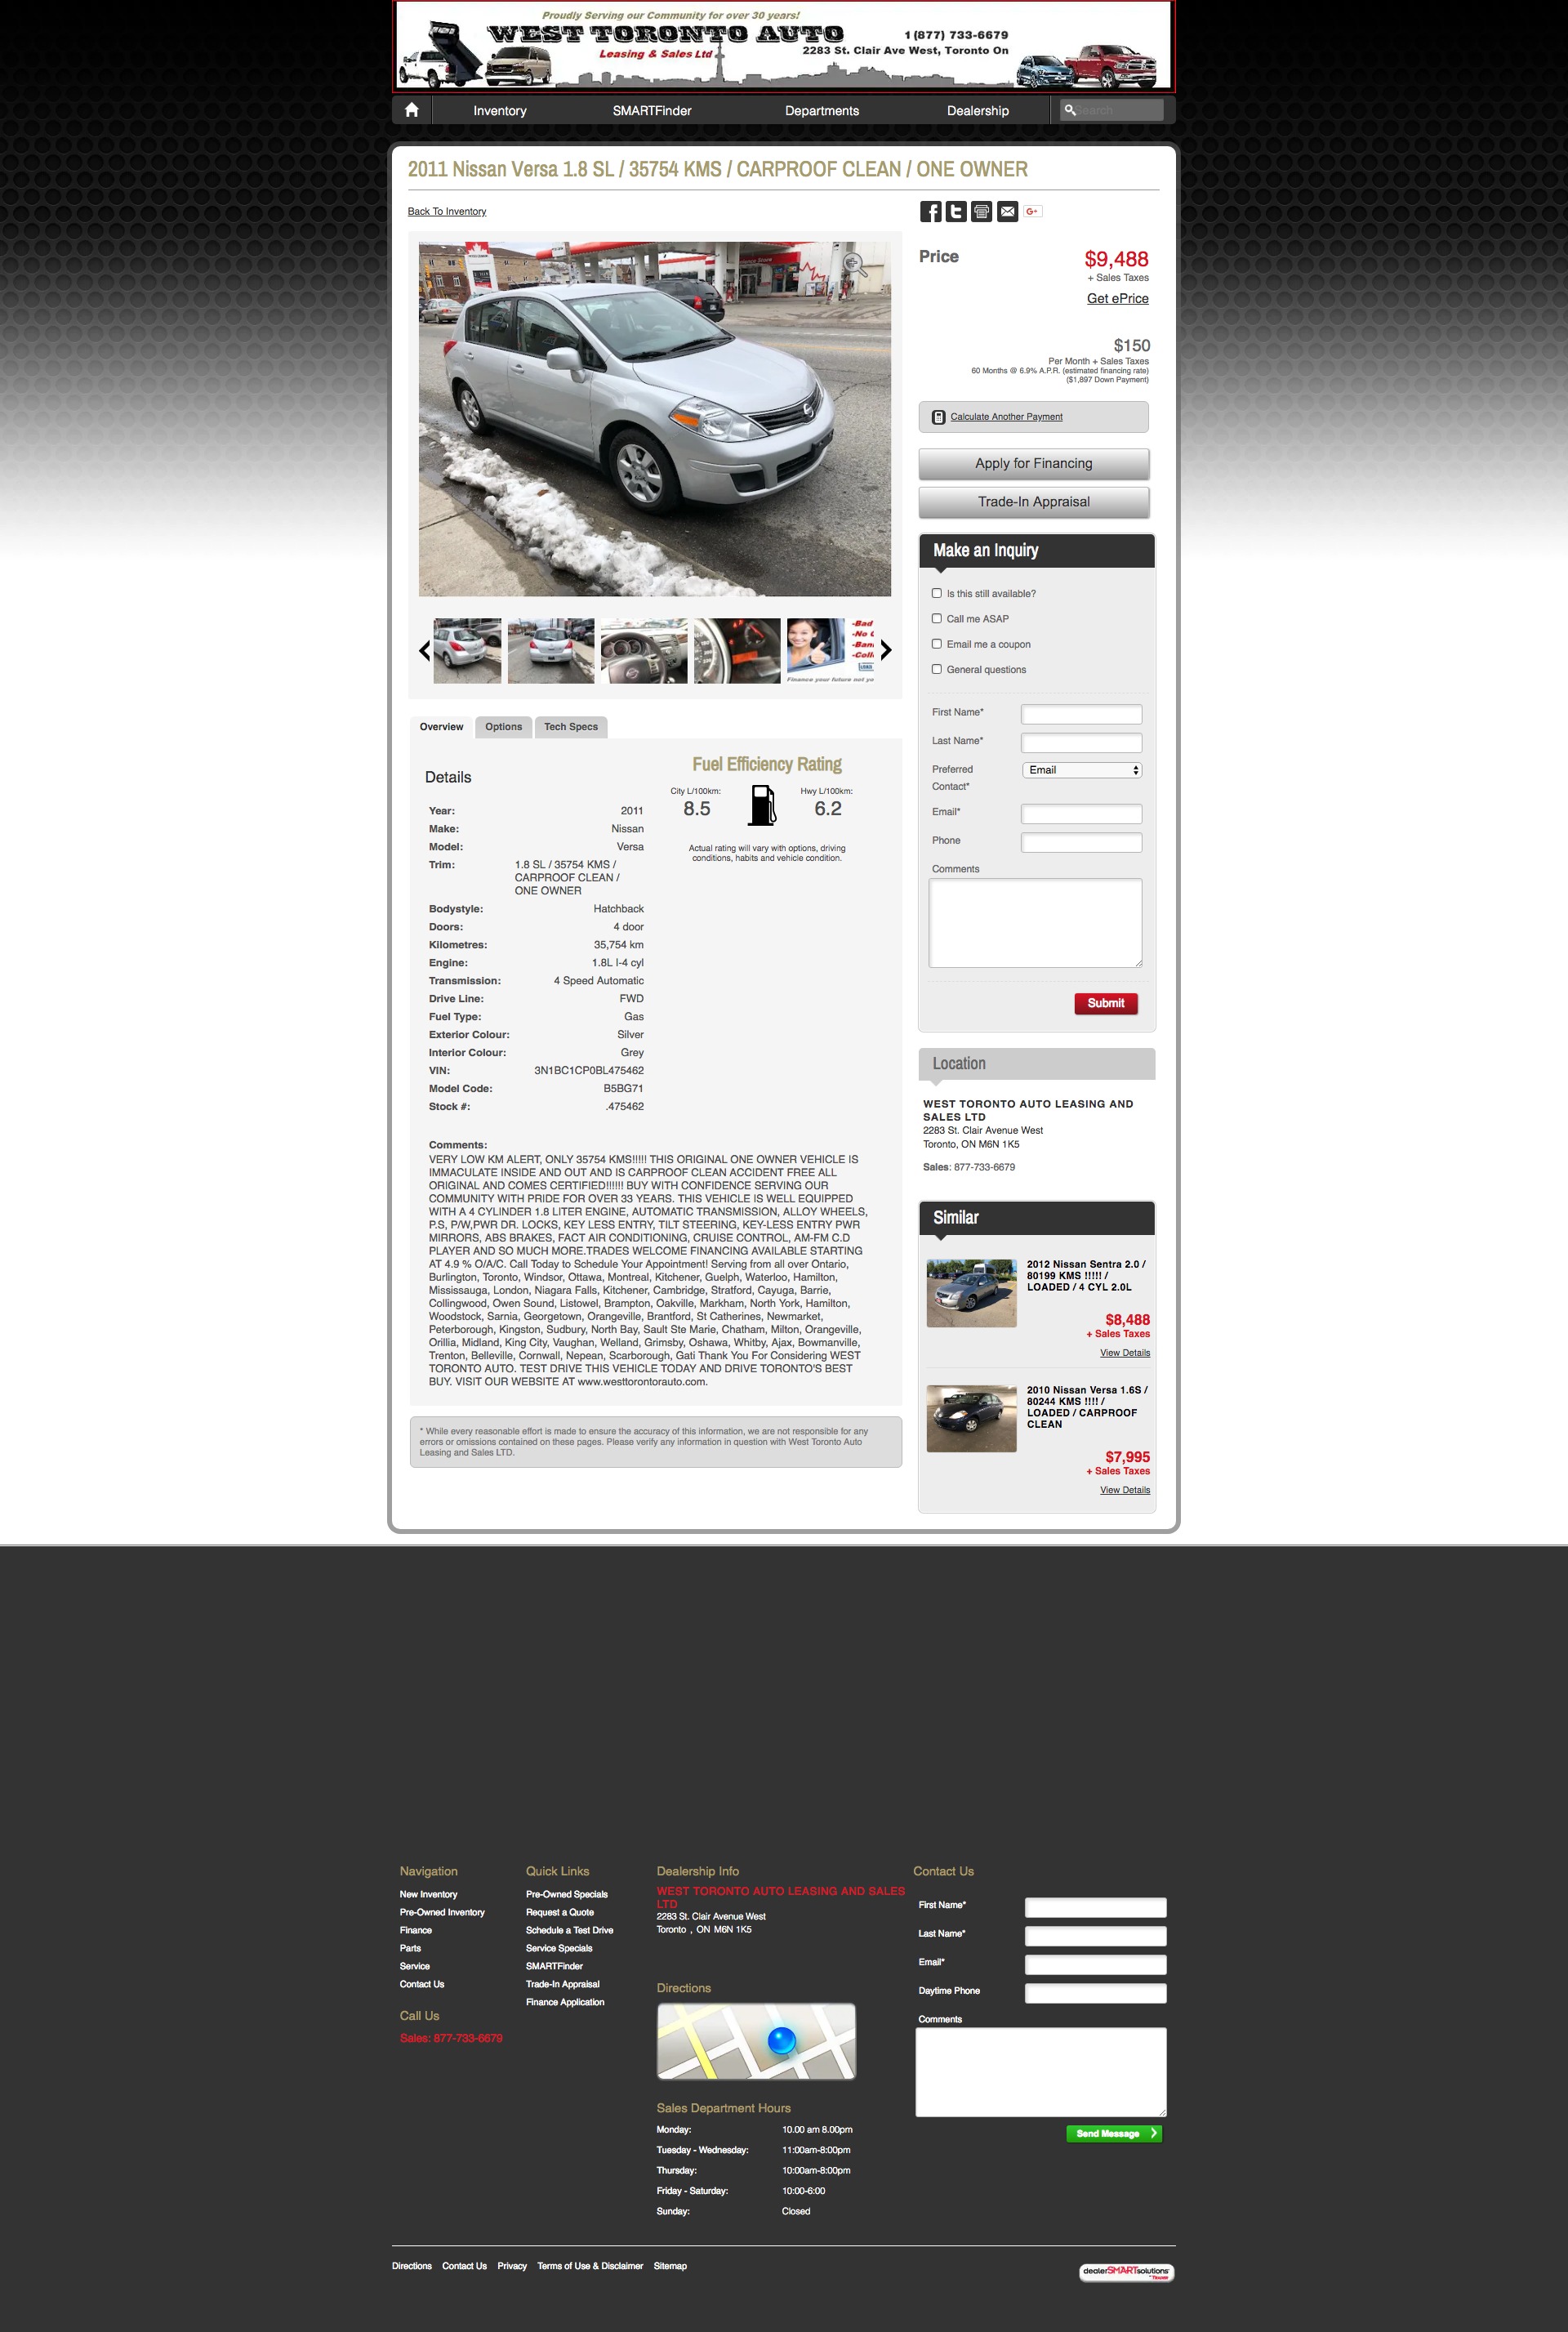 Proudly Serving our Community for over 30 years!
WEST TORONTO AUTO
Leasing & Sales Ltd
1 (877) 733-6679
2283 St. Clair Ave West, Toronto On
Inventory
SMARTFinder
Departments
Dealership
Search
2011 Nissan Versa 1.8 SL / 35754 KMS / CARPROOF CLEAN / ONE OWNER
Back To Inventory
G+
Price
$9,488
+ Sales Taxes
Get ePrice
$150
Per Month + Sales Taxes
60 Months @ 6.9% A.P.R. (estimated financing rate)
($1,897 Down Payment)
Calculate Another Payment
Apply for Financing
Trade-In Appraisal
-Bad
Finance your future not yo
Make an Inquiry
Is this still available?
Call me ASAP
Email me a coupon
General questions
First Name*
Last Name*
Preferred
Contact*
Email
Email*
Phone
Comments
Submit
Overview
Options
Tech Specs
Details
Year: 2011
Make: Nissan
Model: Versa
Trim: 1.8 SL / 35754 KMS /
CARPROOF CLEAN /
ONE OWNER
Bodystyle: Hatchback
Doors: 4 door
Kilometres: 35,754 km
Engine: 1.8L I-4 cyl
Transmission: 4 Speed Automatic
Drive Line: FWD
Fuel Type: Gas
Exterior Colour: Silver
Interior Colour: Grey
VIN: 3N1BC1CP0BL475462
Model Code: B5BG71
Stock #: .475462
Fuel Efficiency Rating
City L/100km:
8.5
Hwy L/100km:
6.2
Actual rating will vary with options, driving
conditions, habits and vehicle condition.
Comments:
VERY LOW KM ALERT, ONLY 35754 KMS!!!!! THIS ORIGINAL ONE OWNER VEHICLE IS
IMMACULATE INSIDE AND OUT AND IS CARPROOF CLEAN ACCIDENT FREE ALL
ORIGINAL AND COMES CERTIFIED!!!!!! BUY WITH CONFIDENCE SERVING OUR
COMMUNITY WITH PRIDE FOR OVER 33 YEARS. THIS VEHICLE IS WELL EQUIPPED
WITH A 4 CYLINDER 1.8 LITER ENGINE, AUTOMATIC TRANSMISSION, ALLOY WHEELS,
P.S, P/W,PWR DR. LOCKS, KEY LESS ENTRY, TILT STEERING, KEY-LESS ENTRY PWR
MIRRORS, ABS BRAKES, FACT AIR CONDITIONING, CRUISE CONTROL, AM-FM C.D
PLAYER AND SO MUCH MORE.TRADES WELCOME FINANCING AVAILABLE STARTING
AT 4.9 % O/A/C. Call Today to Schedule Your Appointment! Serving from all over Ontario,
Burlington, Toronto, Windsor, Ottawa, Montreal, Kitchener, Guelph, Waterloo, Hamilton,
Mississauga, London, Niagara Falls, Kitchener, Cambridge, Stratford, Cayuga, Barrie,
Collingwood, Owen Sound, Listowel, Brampton, Oakville, Markham, North York, Hamilton,
Woodstock, Sarnia, Georgetown, Orangeville, Brantford, St Catherines, Newmarket,
Peterborough, Kingston, Sudbury, North Bay, Sault Ste Marie, Chatham, Milton, Orangeville,
Orillia, Midland, King City, Vaughan, Welland, Grimsby, Oshawa, Whitby, Ajax, Bowmanville,
Trenton, Belleville, Cornwall, Nepean, Scarborough, Gati Thank You For Considering WEST
TORONTO AUTO. TEST DRIVE THIS VEHICLE TODAY AND DRIVE TORONTO'S BEST
BUY. VISIT OUR WEBSITE AT www.westtorontorauto.com.
* While every reasonable effort is made to ensure the accuracy of this information, we are not responsible for any
errors or omissions contained on these pages. Please verify any information in question with West Toronto Auto
Leasing and Sales LTD.
Location
WEST TORONTO AUTO LEASING AND
SALES LTD
2283 St. Clair Avenue West
Toronto, ON M6N 1K5
Sales: 877-733-6679
Similar
2012 Nissan Sentra 2.0 /
80199 KMS !!!!! /
LOADED / 4 CYL 2.0L
$8,488
+ Sales Taxes
View Details
2010 Nissan Versa 1.6S /
80244 KMS !!!! /
LOADED / CARPROOF
CLEAN
$7,995
+ Sales Taxes
View Details
Navigation
New Inventory
Pre-Owned Inventory
Finance
Parts
Service
Contact Us
Call Us
Sales: 877-733-6679
Quick Links
Pre-Owned Specials
Request a Quote
Schedule a Test Drive
Service Specials
SMARTFinder
Trade-In Appraisal
Finance Application
Dealership Info
WEST TORONTO AUTO LEASING AND SALES
LTD
2283 St. Clair Avenue West
Toronto , ON M6N 1K5
Directions
Sales Department Hours
Monday: 10.00 am 8.00pm
Tuesday - Wednesday: 11:00am-8:00pm
Thursday: 10:00am-8:00pm
Friday - Saturday: 10:00-6:00
Sunday: Closed
Contact Us
First Name*
Last Name*
Email*
Daytime Phone
Comments
Send Message
Directions
Contact Us
Privacy
Terms of Use & Disclaimer
Sitemap
dealerSMARTsolutions